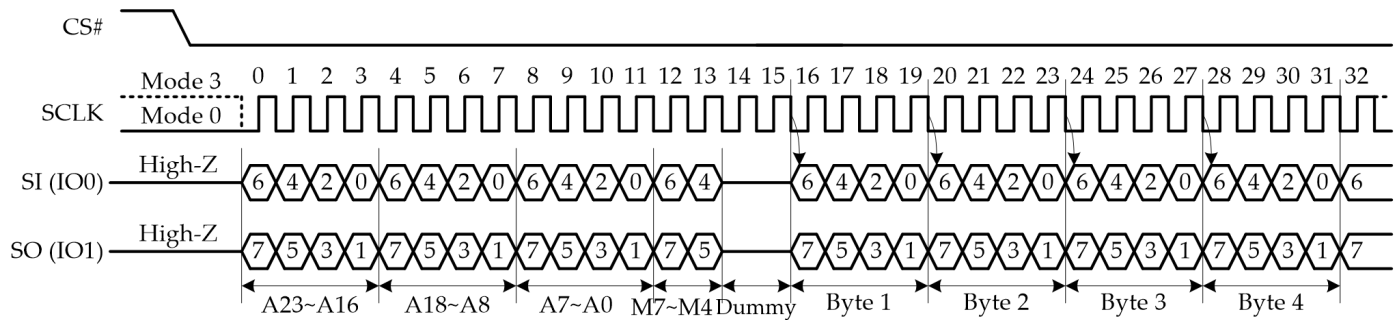 CS#
Mode 3 0 1 2 3 4 5 6 7 8 9 10 11 12 13 14 15 16 17 18 19 20 21 22 23 24 25 26 27 28 29 30 31 32
SCLK Mode 0
SI (IO0) High-Z 6 4 2 0 6 4 2 0 6 4 2 0 6 4 6 4 2 0 6 4 2 0 6 4 2 0 6 4 2 0 6
SO (IO1) High-Z 7 5 3 1 7 5 3 1 7 5 3 1 7 5 7 5 3 1 7 5 3 1 7 5 3 1 7 5 3 1 7
A23~A16 A18~A8 A7~A0 M7~M4 Dummy Byte 1 Byte 2 Byte 3 Byte 4